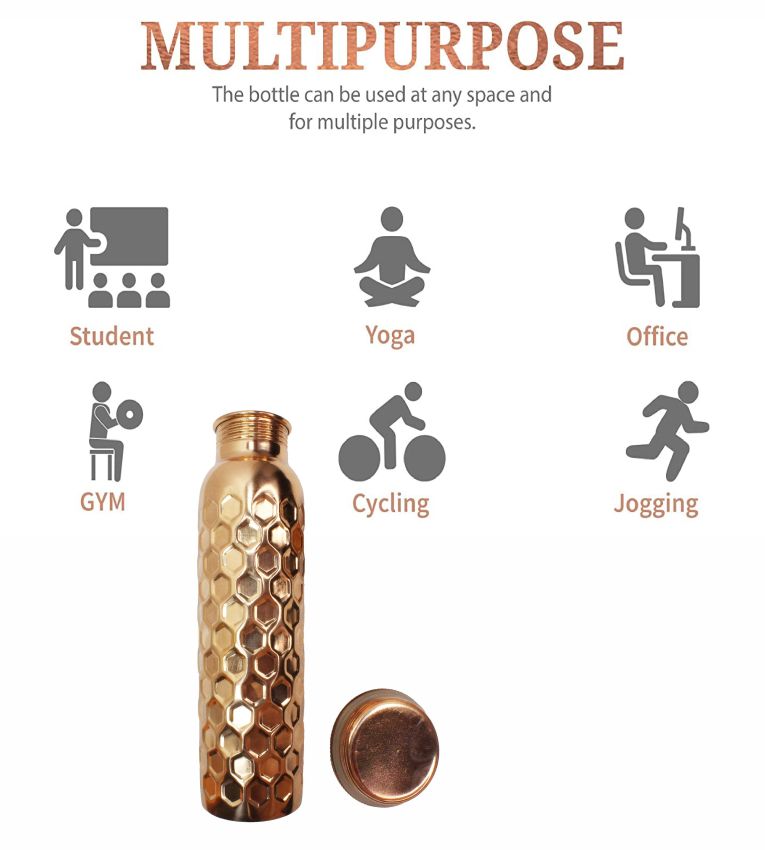 MULTIPURPOSE
The bottle can be used at any space and
for multiple purposes.
Student
Yoga
Office
GYM
Cycling
Jogging